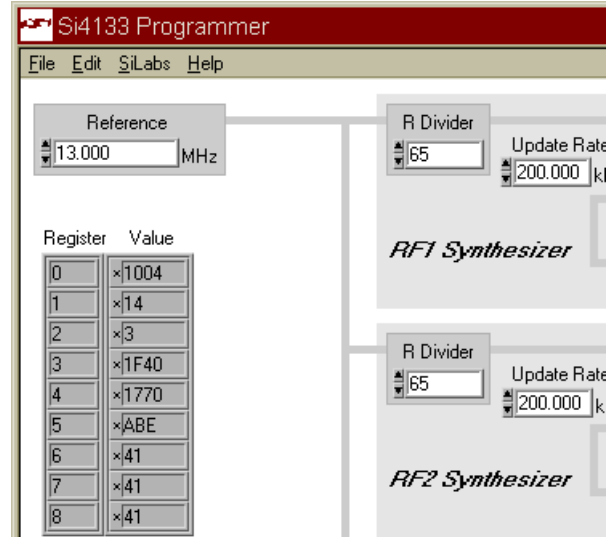 Si4133 Programmer
File Edit SiLabs Help
Reference
13.000 MHz
R Divider
65
Update Rate
200.000
RF1 Synthesizer
Register Value
0 ×1004
1 ×14
2 ×3
3 ×1F40
4 ×1770
5 ×ABE
6 ×41
7 ×41
8 ×41
R Divider
65
Update Rate
200.000 k
RF2 Synthesizer